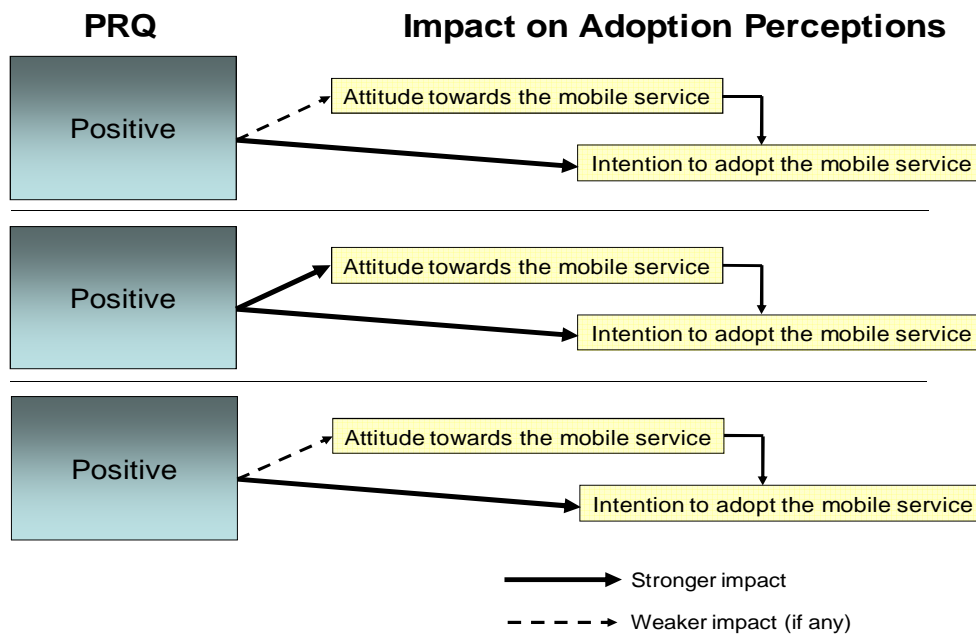 PRQ
Impact on Adoption Perceptions
Positive
Attitude towards the mobile service
Intention to adopt the mobile service
Positive
Attitude towards the mobile service
Intention to adopt the mobile service
Positive
Attitude towards the mobile service
Intention to adopt the mobile service
Stronger impact
Weaker impact (if any)